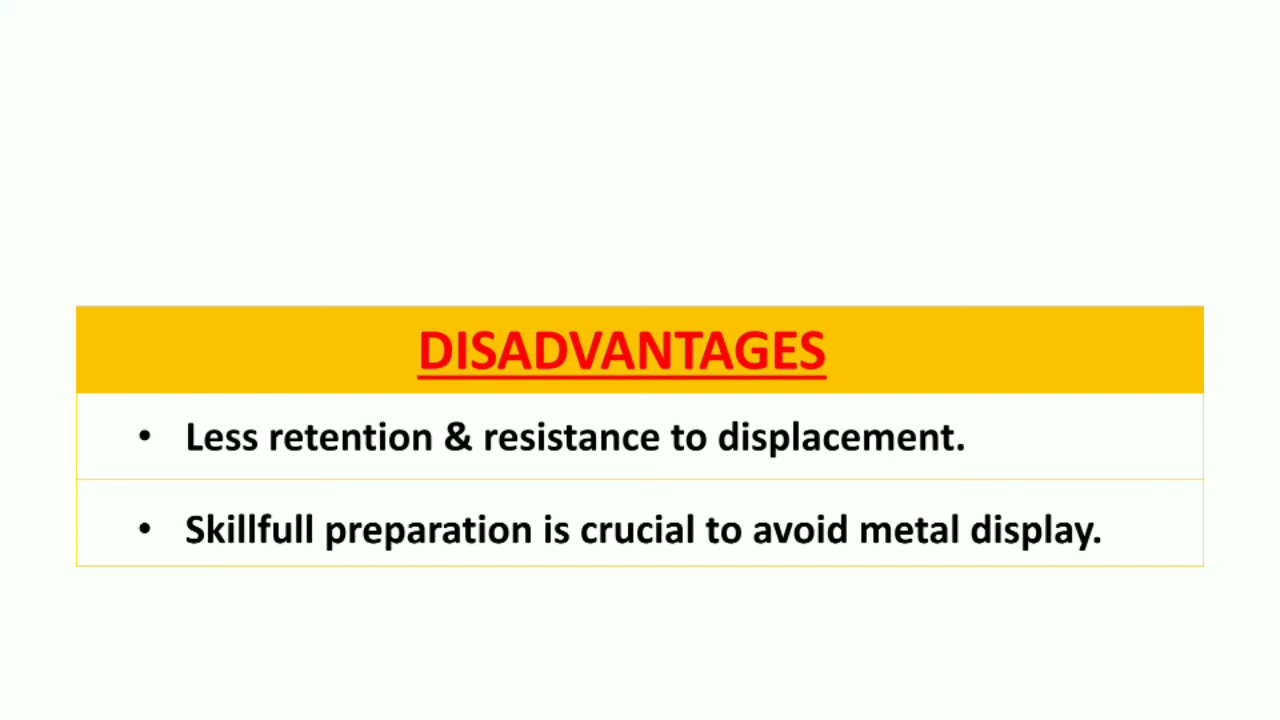 DISADVANTAGES
• Less retention & resistance to displacement.
• Skillfull preparation is crucial to avoid metal display.